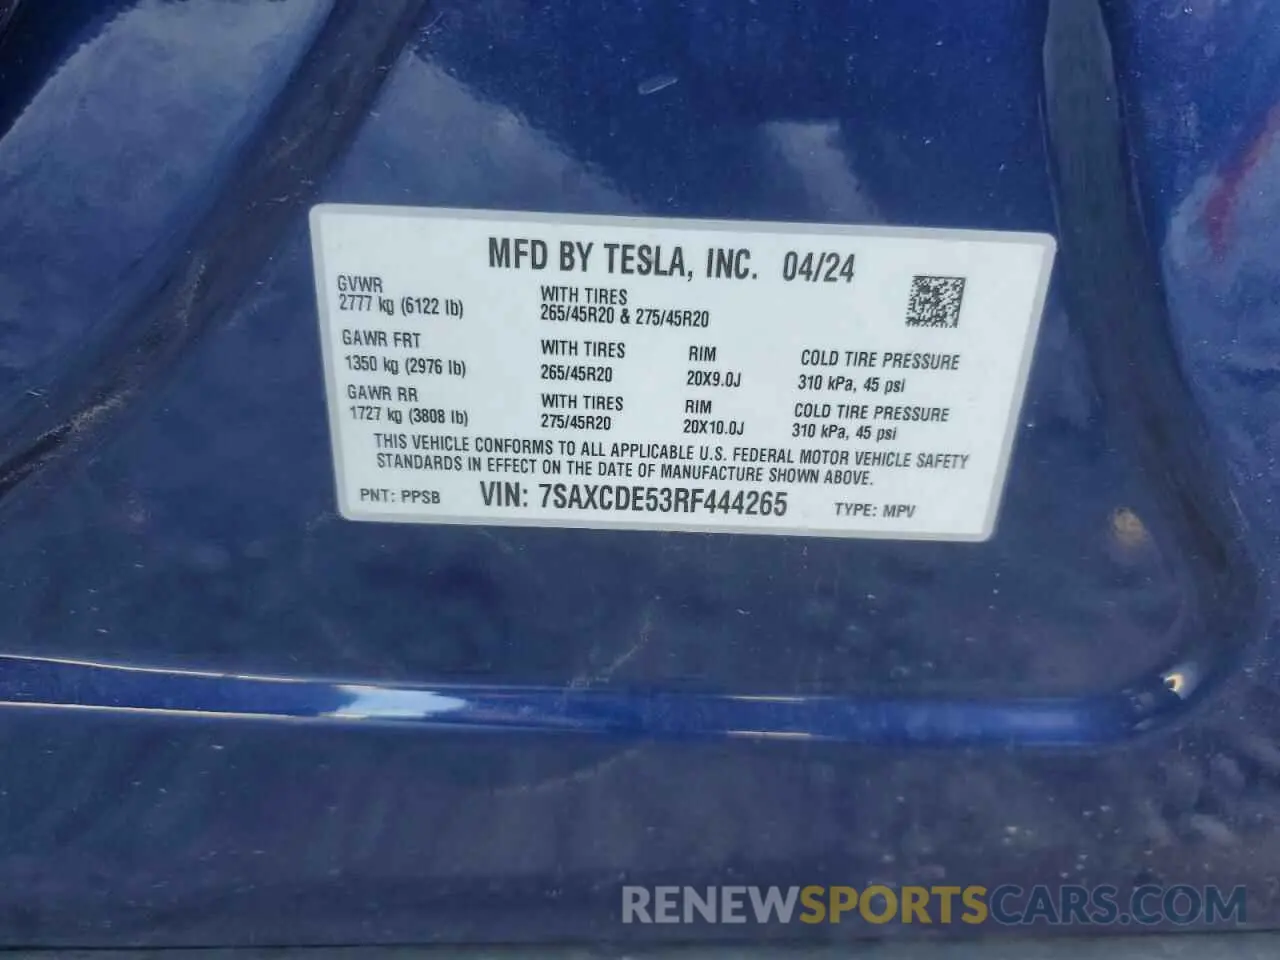 MFD BY TESLA, INC. 04/24
GVWR
2777 kg (6122 lb)
WITH TIRES
265/45R20 & 275/45R20
GAWR FRT
1350 kg (2976 lb)
WITH TIRES
265/45R20
RIM
20X9.0J
COLD TIRE PRESSURE
310 kPa, 45 psi
GAWR RR
1727 kg (3808 lb)
WITH TIRES
275/45R20
RIM
20X10.0J
COLD TIRE PRESSURE
310 kPa, 45 psi
THIS VEHICLE CONFORMS TO ALL APPLICABLE U.S. FEDERAL MOTOR VEHICLE SAFETY
STANDARDS IN EFFECT ON THE DATE OF MANUFACTURE SHOWN ABOVE.
PNT: PPSB VIN: 7SAXCDE53RF444265 TYPE: MPV
RENEWSPORTSCARS.COM